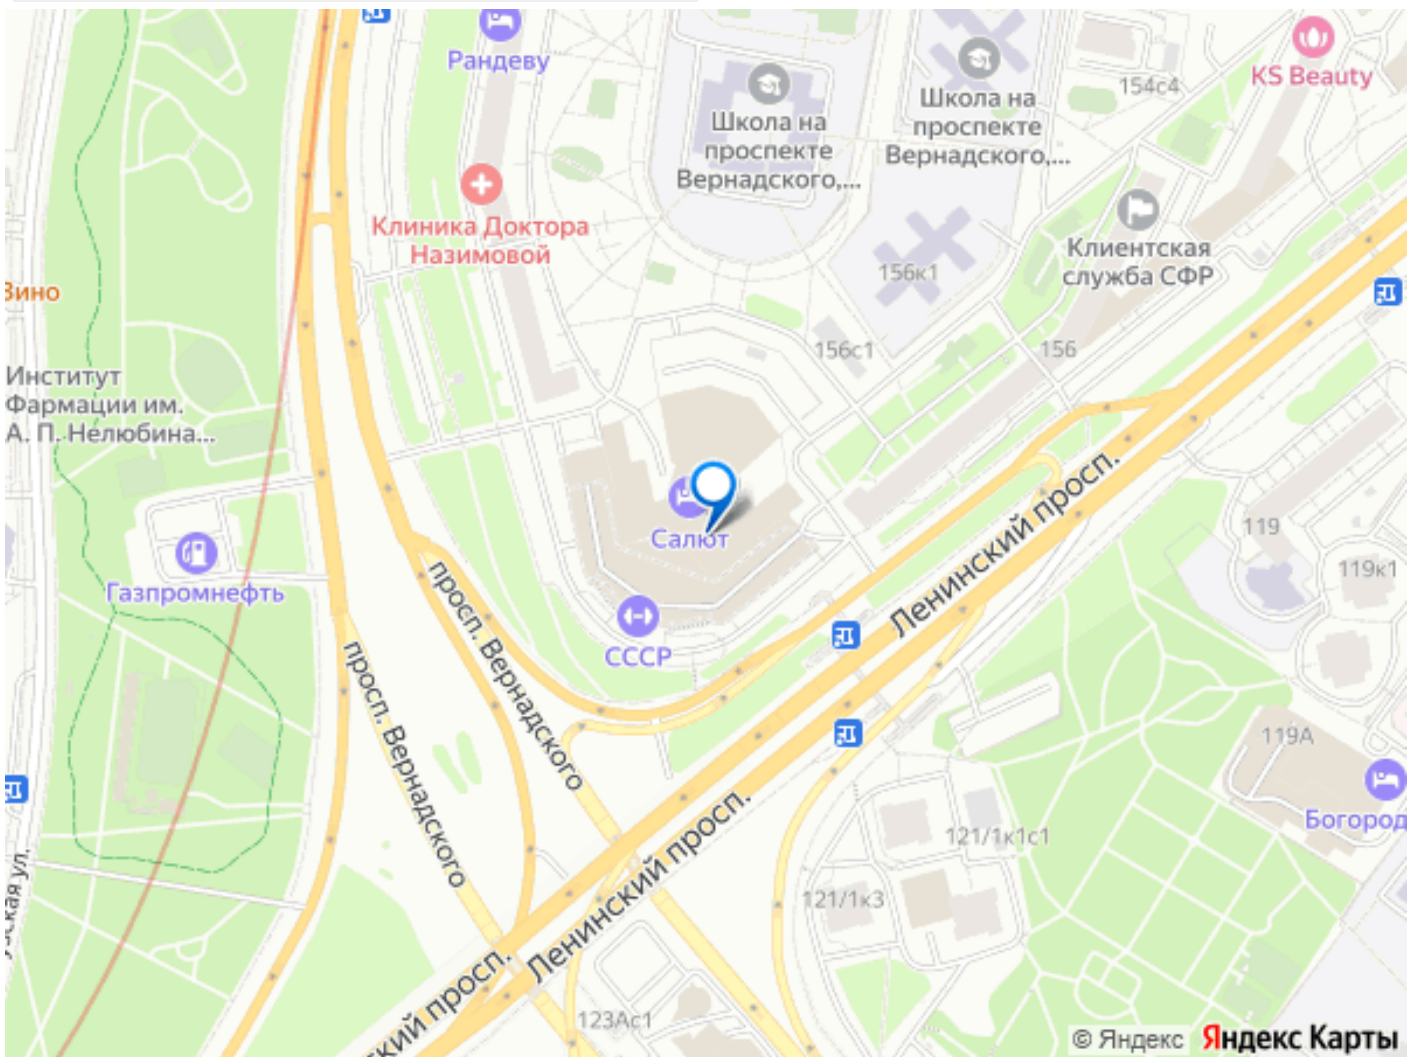 Рандеву
KS Beauty
154с4
Школа на
проспекте
Вернадского,...
Школа на
проспекте
Вернадского,...
Клиника Доктора
Назимовой
Клиентская
служба СФР
156к1
Вино
156с1
156
Институт
Фармации им.
А. П. Нелюбина...
Салют
Ленинский просп.
119
119к1
Газпромнефть
просп. Вернадского
СССР
просп. Вернадского
119А
Богород
Ленинский просп.
121/1к1с1
121/1к3
ский просп.
123Ас1
© Яндекс Яндекс Карты